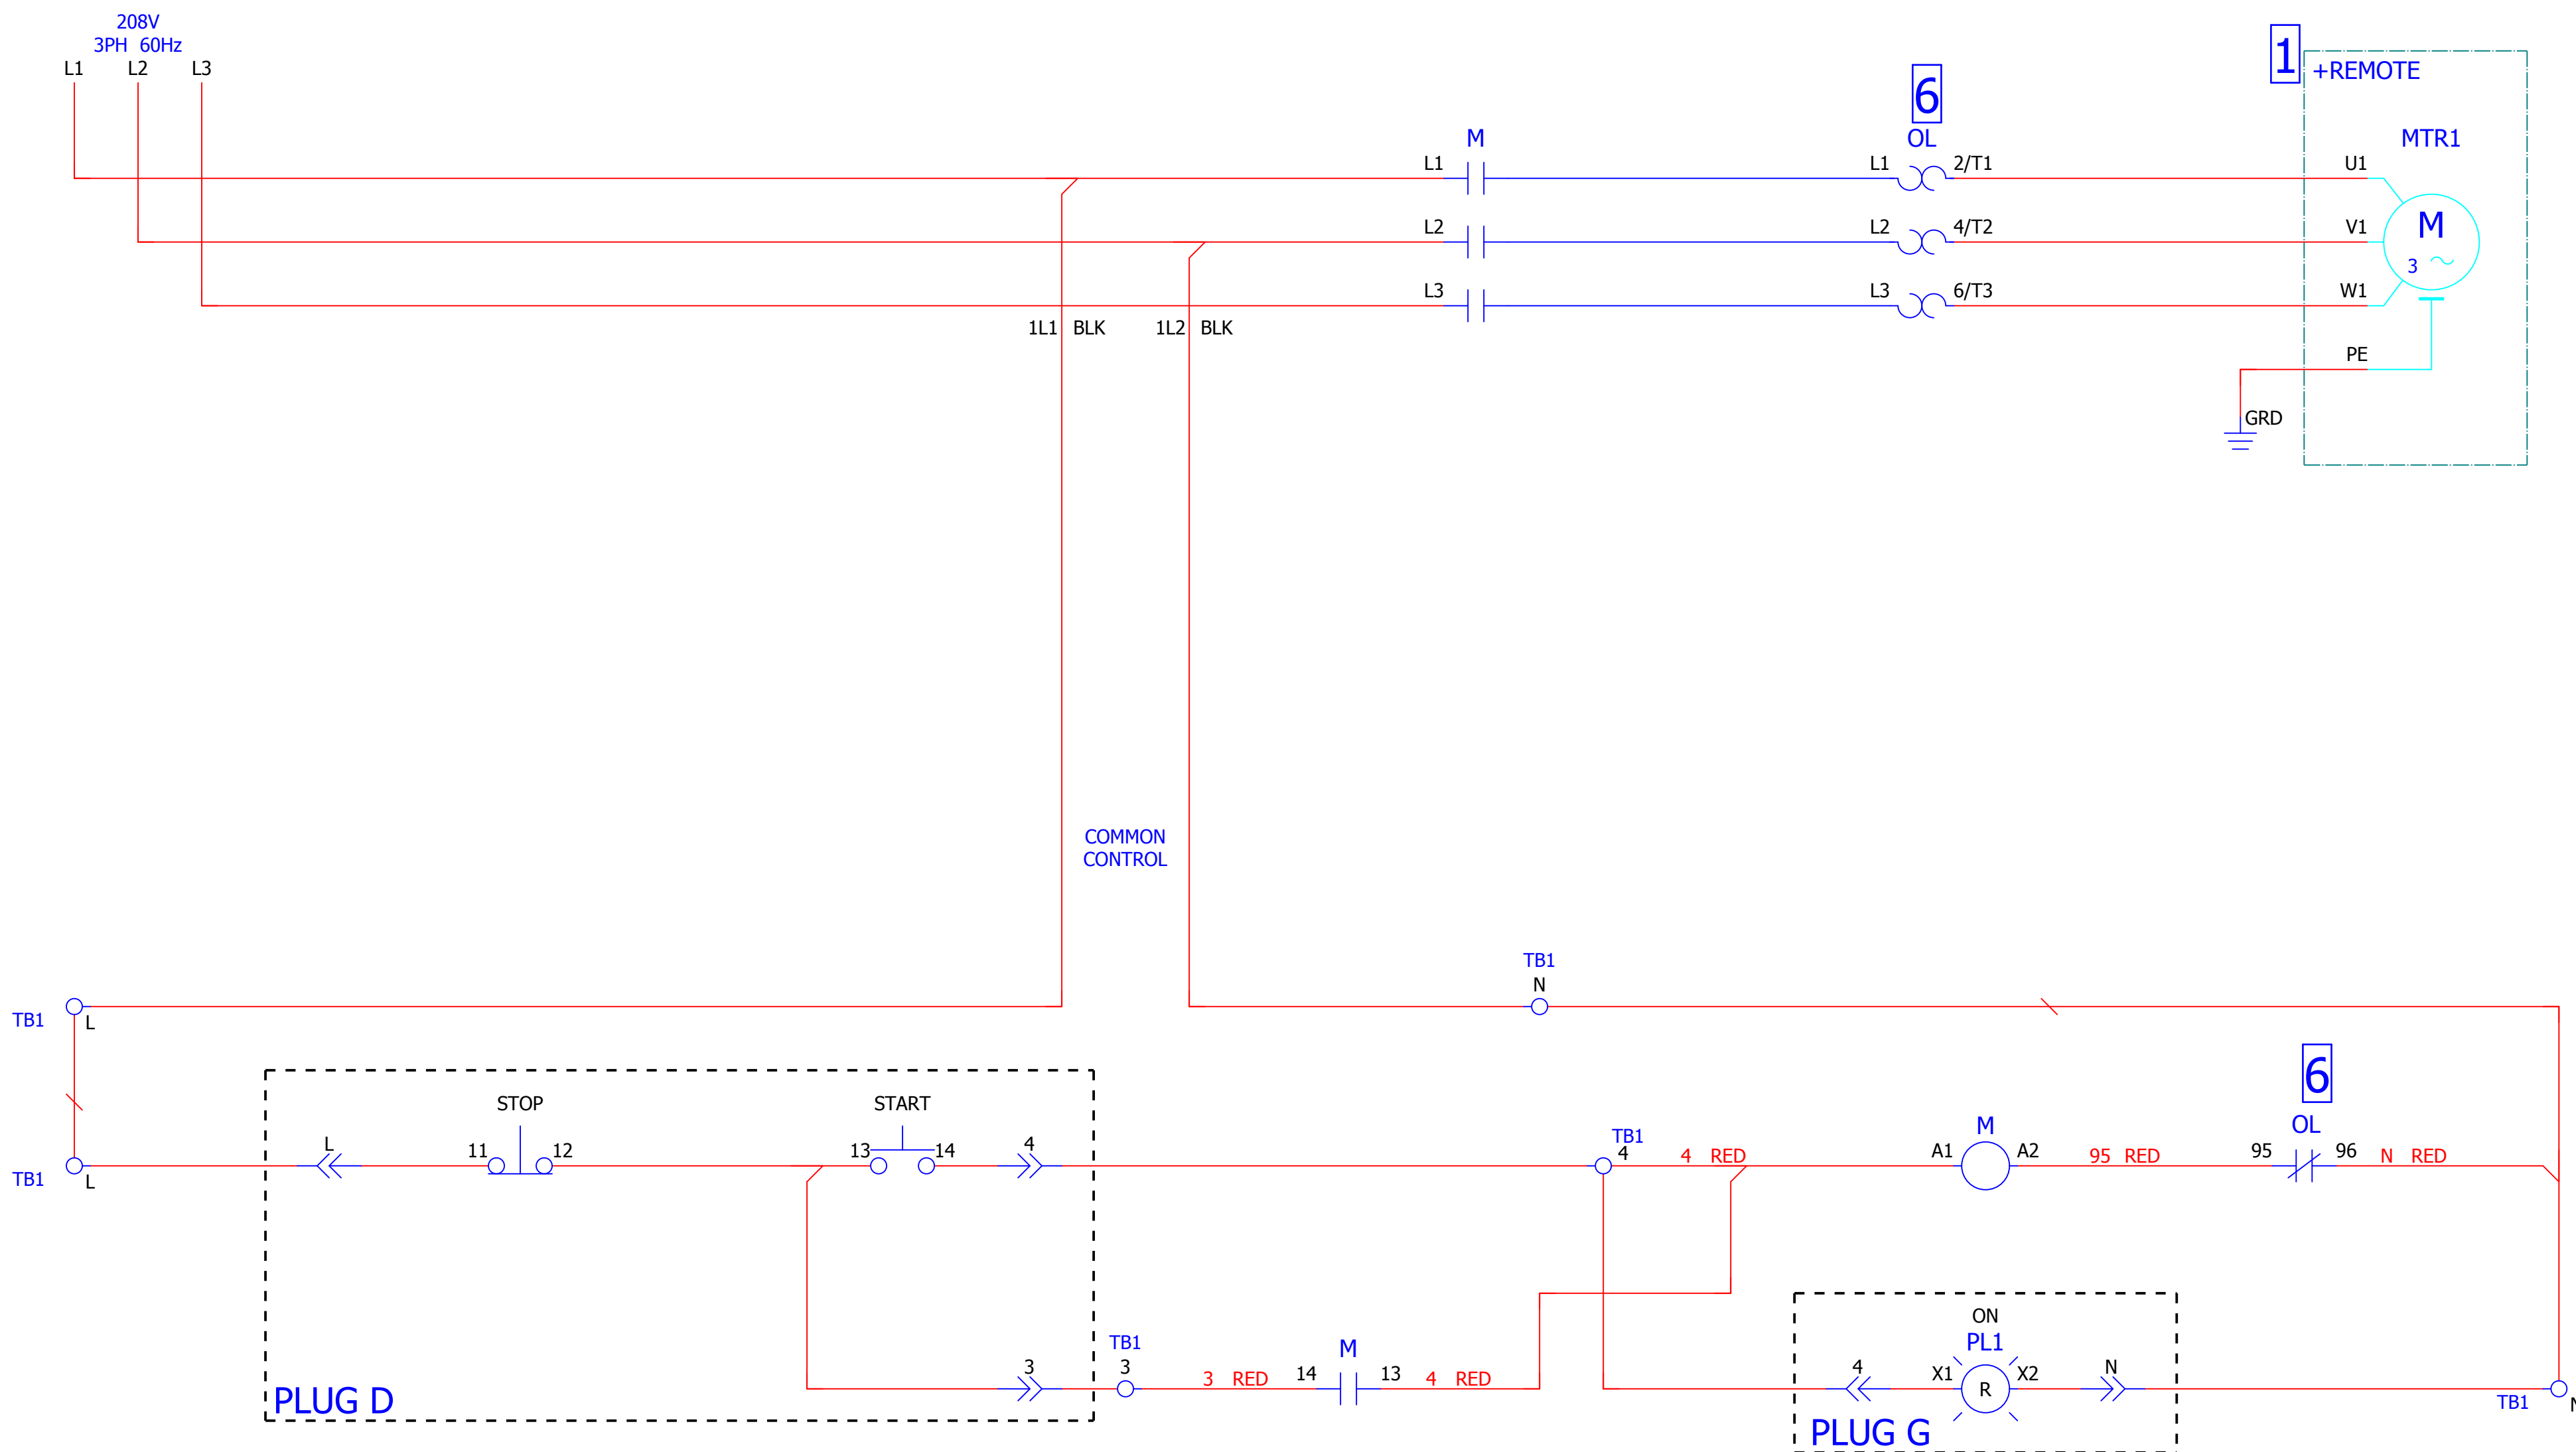 208V
3PH 60Hz
L1 L2 L3
1
+REMOTE
6
M OL MTR1
L1 L1 2/T1 U1
L2 L2 4/T2 V1
M
3
L3 L3 6/T3 W1
1L1 BLK 1L2 BLK
PE
GRD
COMMON
CONTROL
TB1
N
TB1 L
6
STOP START
OL
M
TB1
L 11 12 13 14 4 4 4 RED A1 A2 95 RED 95 96 N RED
TB1 L
ON
TB1 M PL1
3 3 3 RED 14 13 4 RED 4 X1 R X2 N
TB1
PLUG D
PLUG G